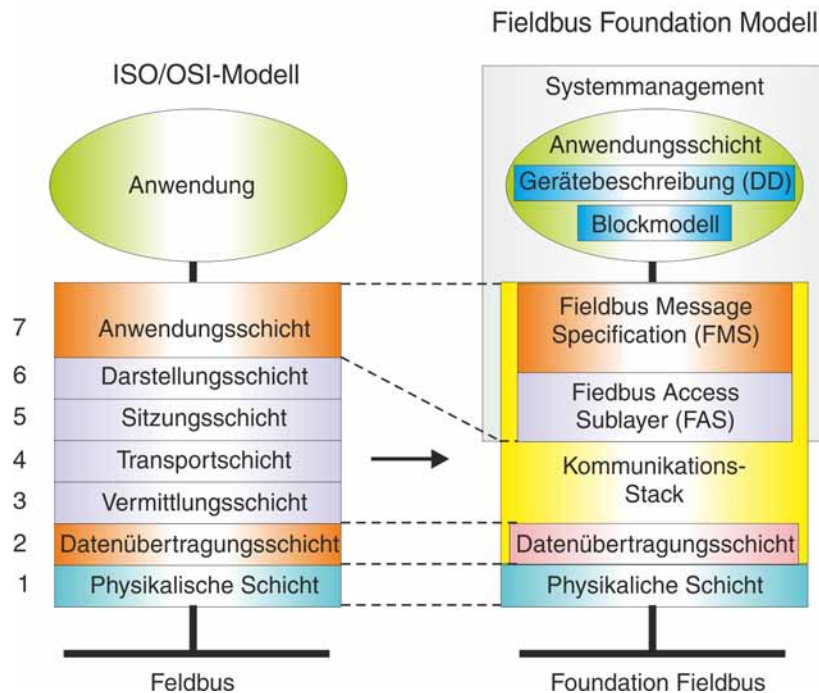 Fieldbus Foundation Modell
ISO/OSI-Modell
Systemmanagement
Anwendung
Anwendungsschicht
Gerätebeschreibung (DD)
Blockmodell
7 Anwendungsschicht
6 Darstellungsschicht
5 Sitzungsschicht
4 Transportschicht
3 Vermittlungsschicht
2 Datenübertragungsschicht
1 Physikalische Schicht
Feldbus
Fieldbus Message
Specification (FMS)
Fiedbus Access
Sublayer (FAS)
Kommunikations-
Stack
Datenübertragungsschicht
Physikaliche Schicht
Foundation Fieldbus